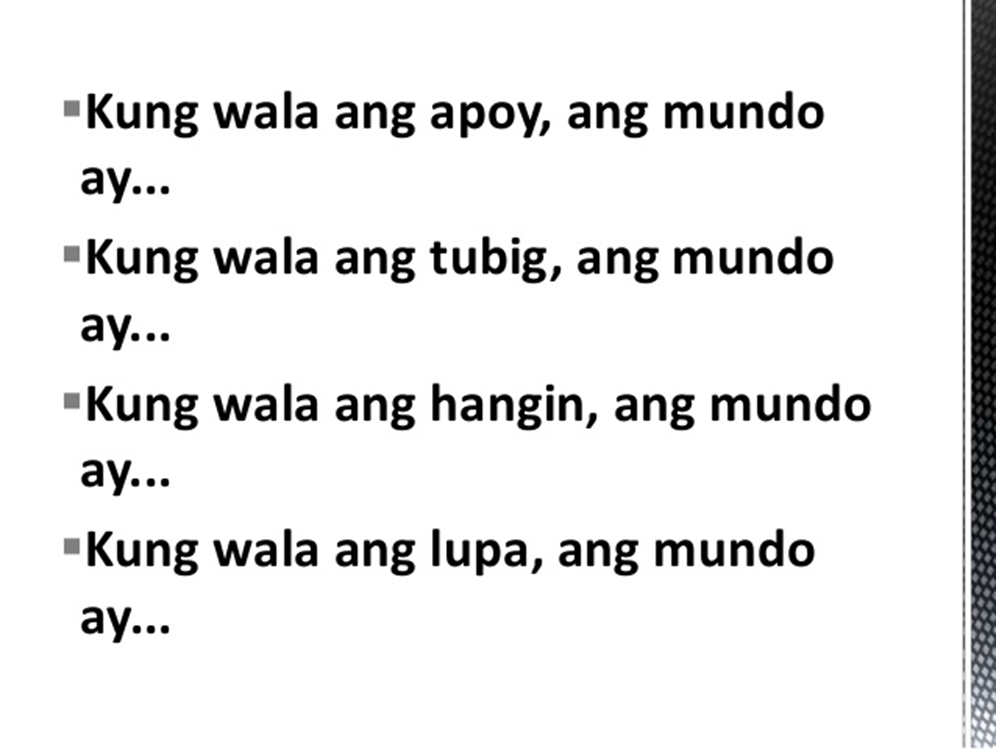 ▪Kung wala ang apoy, ang mundo
ay...
▪Kung wala ang tubig, ang mundo
ay...
▪Kung wala ang hangin, ang mundo
ay...
▪Kung wala ang lupa, ang mundo
ay...